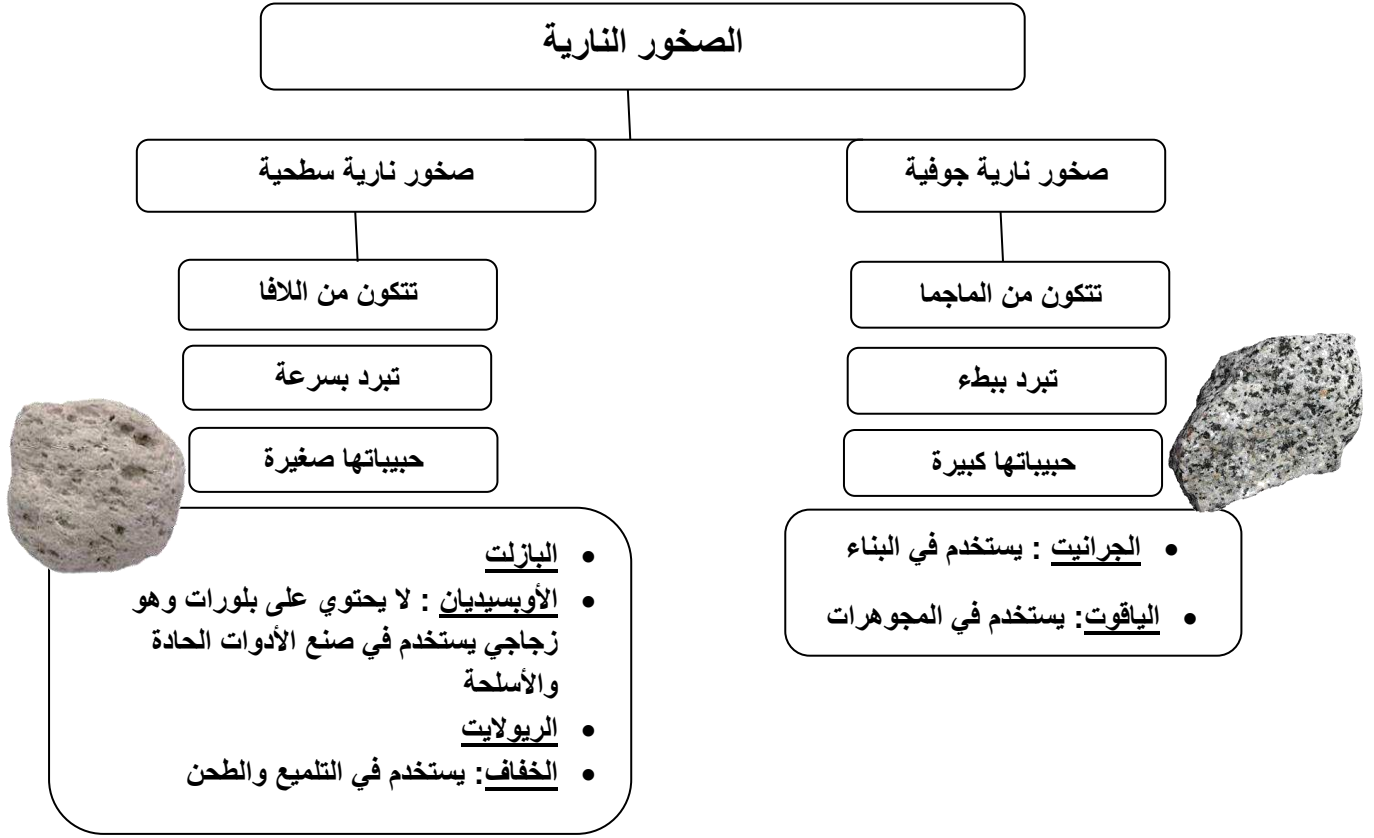 الصخور النارية
صخور نارية جوفية
تتكون من الماجما
تبرد ببطء
حبيباتها كبيرة
• الجرانيت : يستخدم في البناء
• الياقوت: يستخدم في المجوهرات
صخور نارية سطحية
تتكون من اللافا
تبرد بسرعة
حبيباتها صغيرة
• البازلت
• الأوبسيديان : لا يحتوي على بلورات وهو
زجاجي يستخدم في صنع الأدوات الحادة
والأسلحة
• الريولايت
• الخفاف: يستخدم في التلميع والطحن